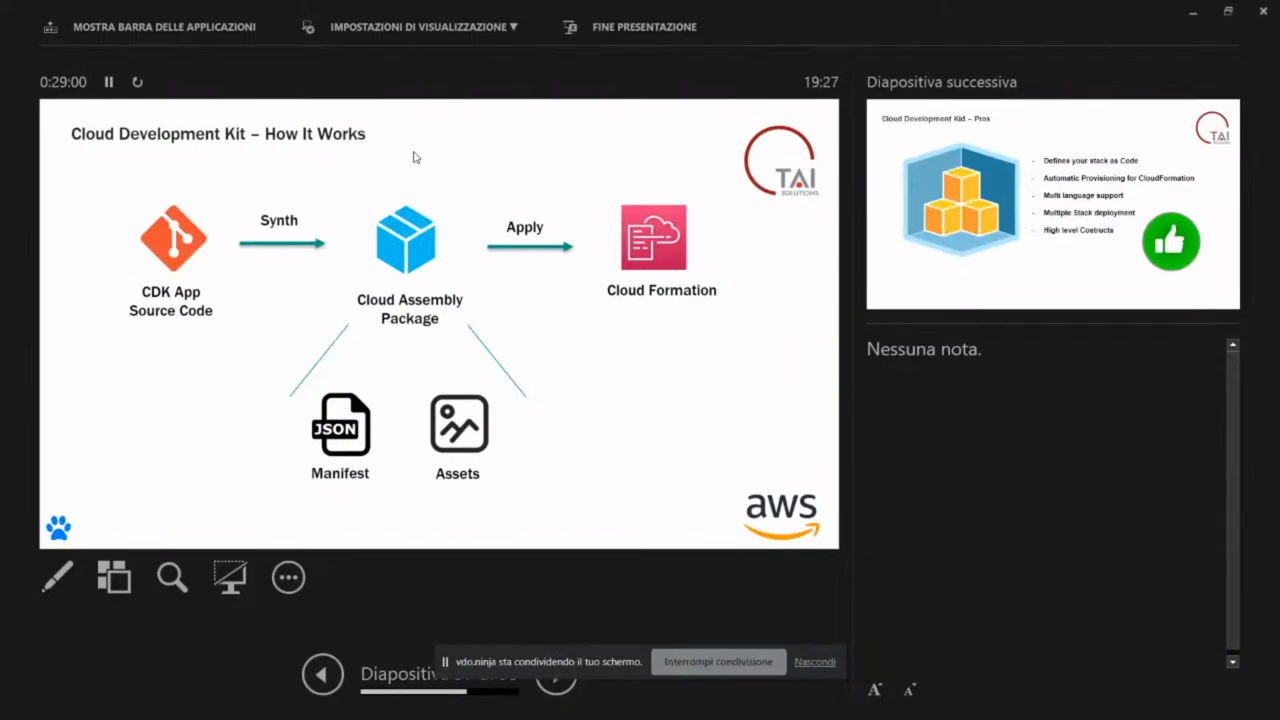 MOSTRA BARRA DELLE APPLICAZIONI
IMPOSTAZIONI DI VISUALIZZAZIONE ▼
FINE PRESENTAZIONE
0:29:00
19:27
Diapositiva successiva
Cloud Development Kit – How It Works
TAI
SOLUTIONS
Synth
Apply
CDK App
Source Code
Cloud Assembly
Package
Cloud Formation
JSON
Manifest
Assets
aws
Cloud Development Kid – Pros
TAI
- Defines your stack as Code
- Automatic Provisioning for CloudFormation
- Multi language support
- Multiple Stack deployment
- High level Costructs
Nessuna nota.
vdo.ninja sta condividendo il tuo schermo.
Interrompi condivisione
Nascondi
A
A